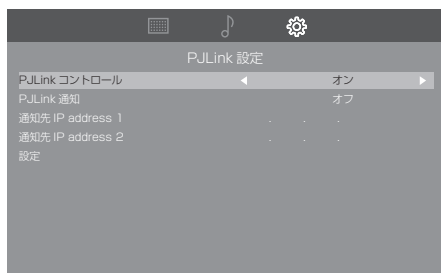 PJLink 設定
PJLink コントロール オン
PJLink 通知 オフ
通知先 IP address 1 . . .
通知先 IP address 2 . . .
設定